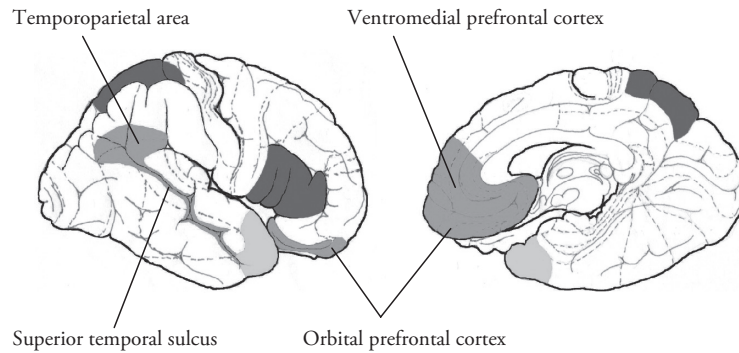 Temporoparietal area
Ventromedial prefrontal cortex
Superior temporal sulcus
Orbital prefrontal cortex